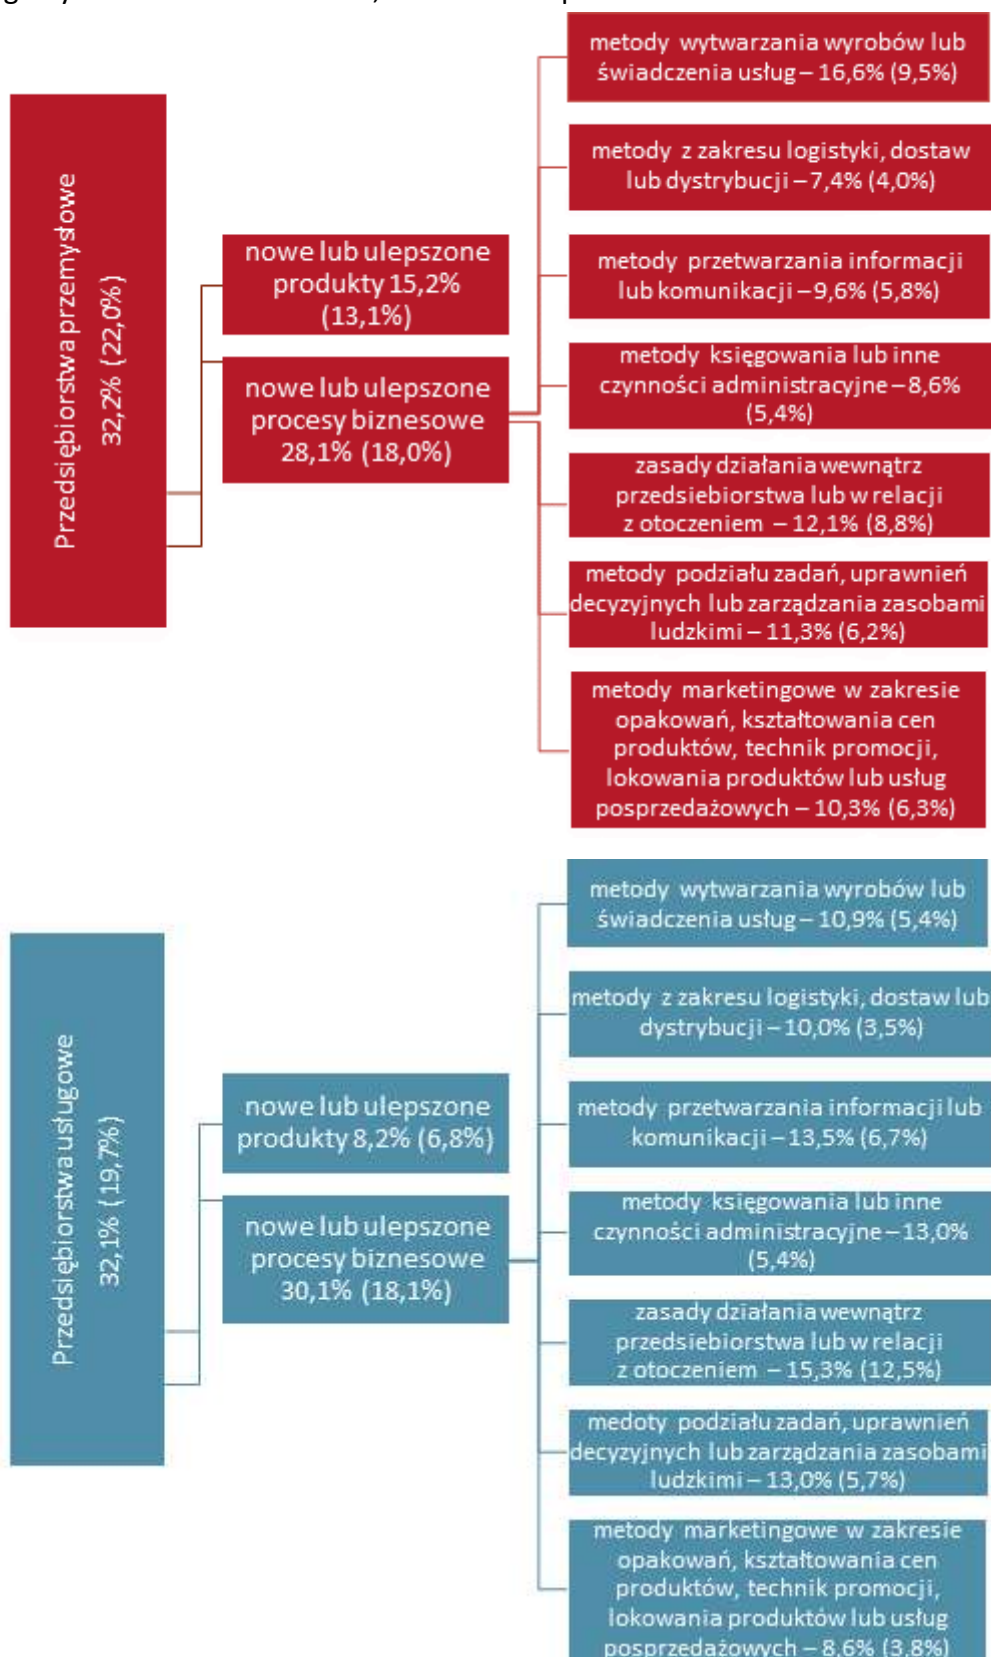 Przedsiębiorstwa przemysłowe
32,2% (22,0%)
nowe lub ulepszone
produkty 15,2%
(13,1%)
nowe lub ulepszone
procesy biznesowe
28,1% (18,0%)
metody wytwarzania wyrobów lub
świadczenia usług – 16,6% (9,5%)
metody z zakresu logistyki, dostaw
lub dystrybucji – 7,4% (4,0%)
metody przetwarzania informacji
lub komunikacji – 9,6% (5,8%)
metody księgowania lub inne
czynności administracyjne – 8,6%
(5,4%)
zasady działania wewnątrz
przedsiebiorstwa lub w relacji
z otoczeniem – 12,1% (8,8%)
metody podziału zadań, uprawnień
decyzyjnych lub zarządzania zasobami
ludzkimi – 11,3% (6,2%)
metody marketingowe w zakresie
opakowań, kształtowania cen
produktów, technik promocji,
lokowania produktów lub usług
posprzedażowych – 10,3% (6,3%)
Przedsiębiorstwa usługowe
32,1% (19,7%)
nowe lub ulepszone
produkty 8,2% (6,8%)
nowe lub ulepszone
procesy biznesowe
30,1% (18,1%)
metody wytwarzania wyrobów lub
świadczenia usług – 10,9% (5,4%)
metody z zakresu logistyki, dostaw lub
dystrybucji – 10,0% (3,5%)
metody przetwarzania informacji lub
komunikacji – 13,5% (6,7%)
metody księgowania lub inne
czynności administracyjne – 13,0%
(5,4%)
zasady działania wewnątrz
przedsiebiorstwa lub w relacji
z otoczeniem – 15,3% (12,5%)
medoty podziału zadań, uprawnień
decyzyjnych lub zarządzania zasobami
ludzkimi – 13,0% (5,7%)
metody marketingowe w zakresie
opakowań, kształtowania cen
produktów, technik promocji,
lokowania produktów lub usług
posprzedażowych – 8,6% (3,8%)